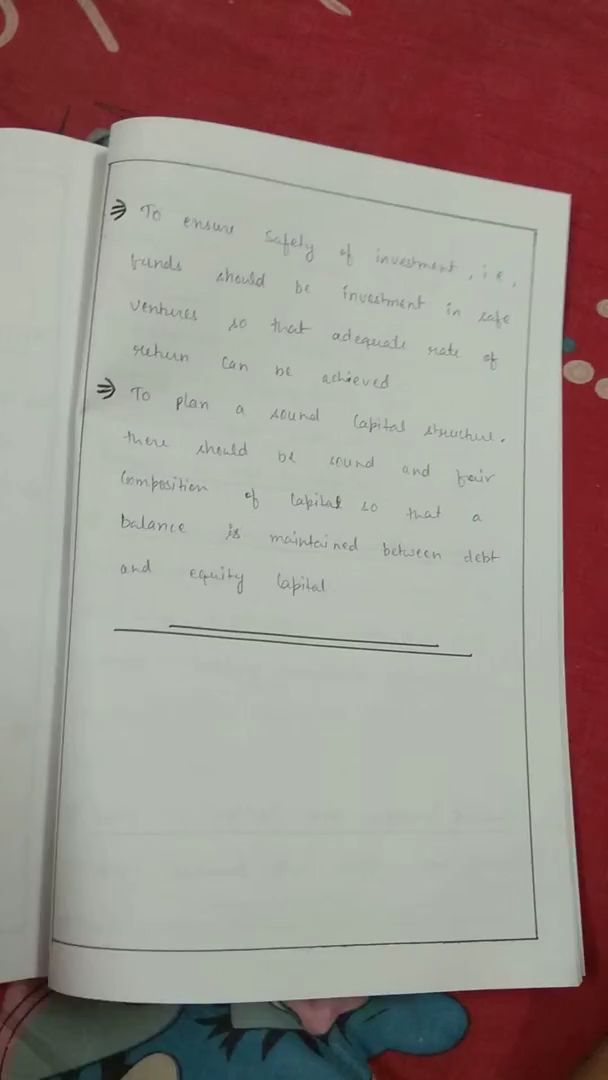 ⇒ To ensure safety of investment, i.e,
funds should be investment in safe
ventures so that adequate rate of
return can be achieved
⇒ To plan a sound capital structure.
there should be sound and fair
composition of capital so that a
balance is maintained between debt
and equity capital